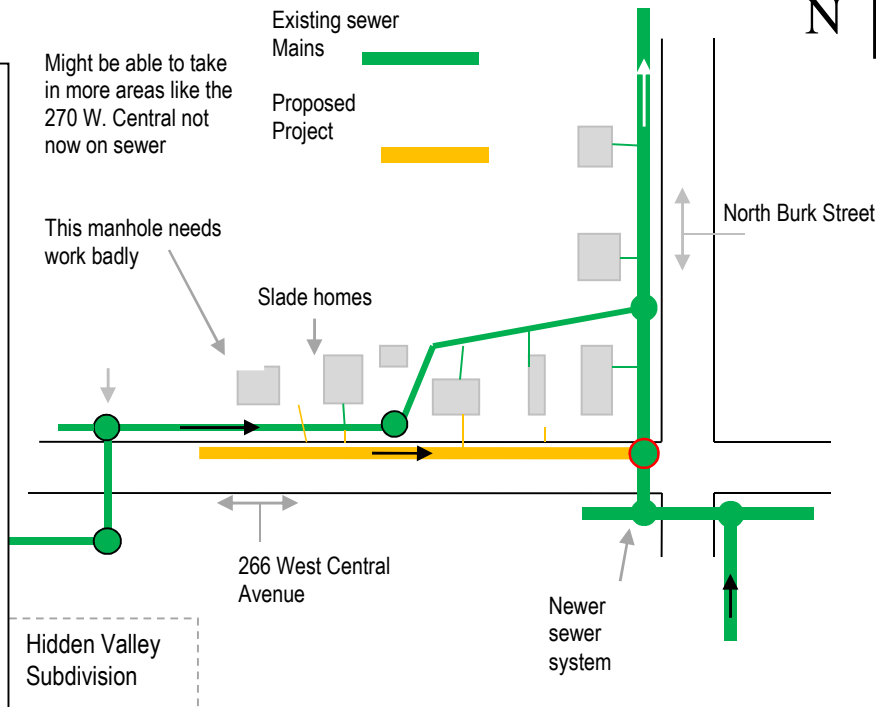 Existing sewer
Mains
N
Might be able to take
in more areas like the
270 W. Central not
now on sewer
Proposed
Project
This manhole needs
work badly
North Burk Street
Slade homes
266 West Central
Avenue
Newer
sewer
system
Hidden Valley
Subdivision